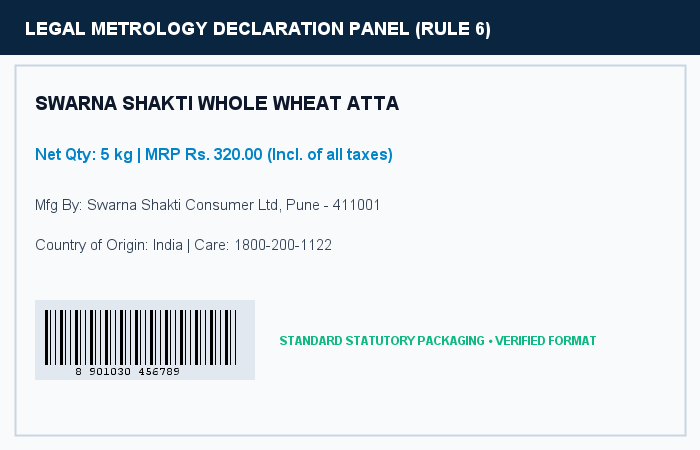 LEGAL METROLOGY DECLARATION PANEL (RULE 6)
SWARNA SHAKTI WHOLE WHEAT ATTA
Net Qty: 5 kg | MRP Rs. 320.00 (Incl. of all taxes)
Mfg By: Swarna Shakti Consumer Ltd, Pune - 411001
Country of Origin: India | Care: 1800-200-1122
STANDARD STATUTORY PACKAGING • VERIFIED FORMAT
8 901030 456789